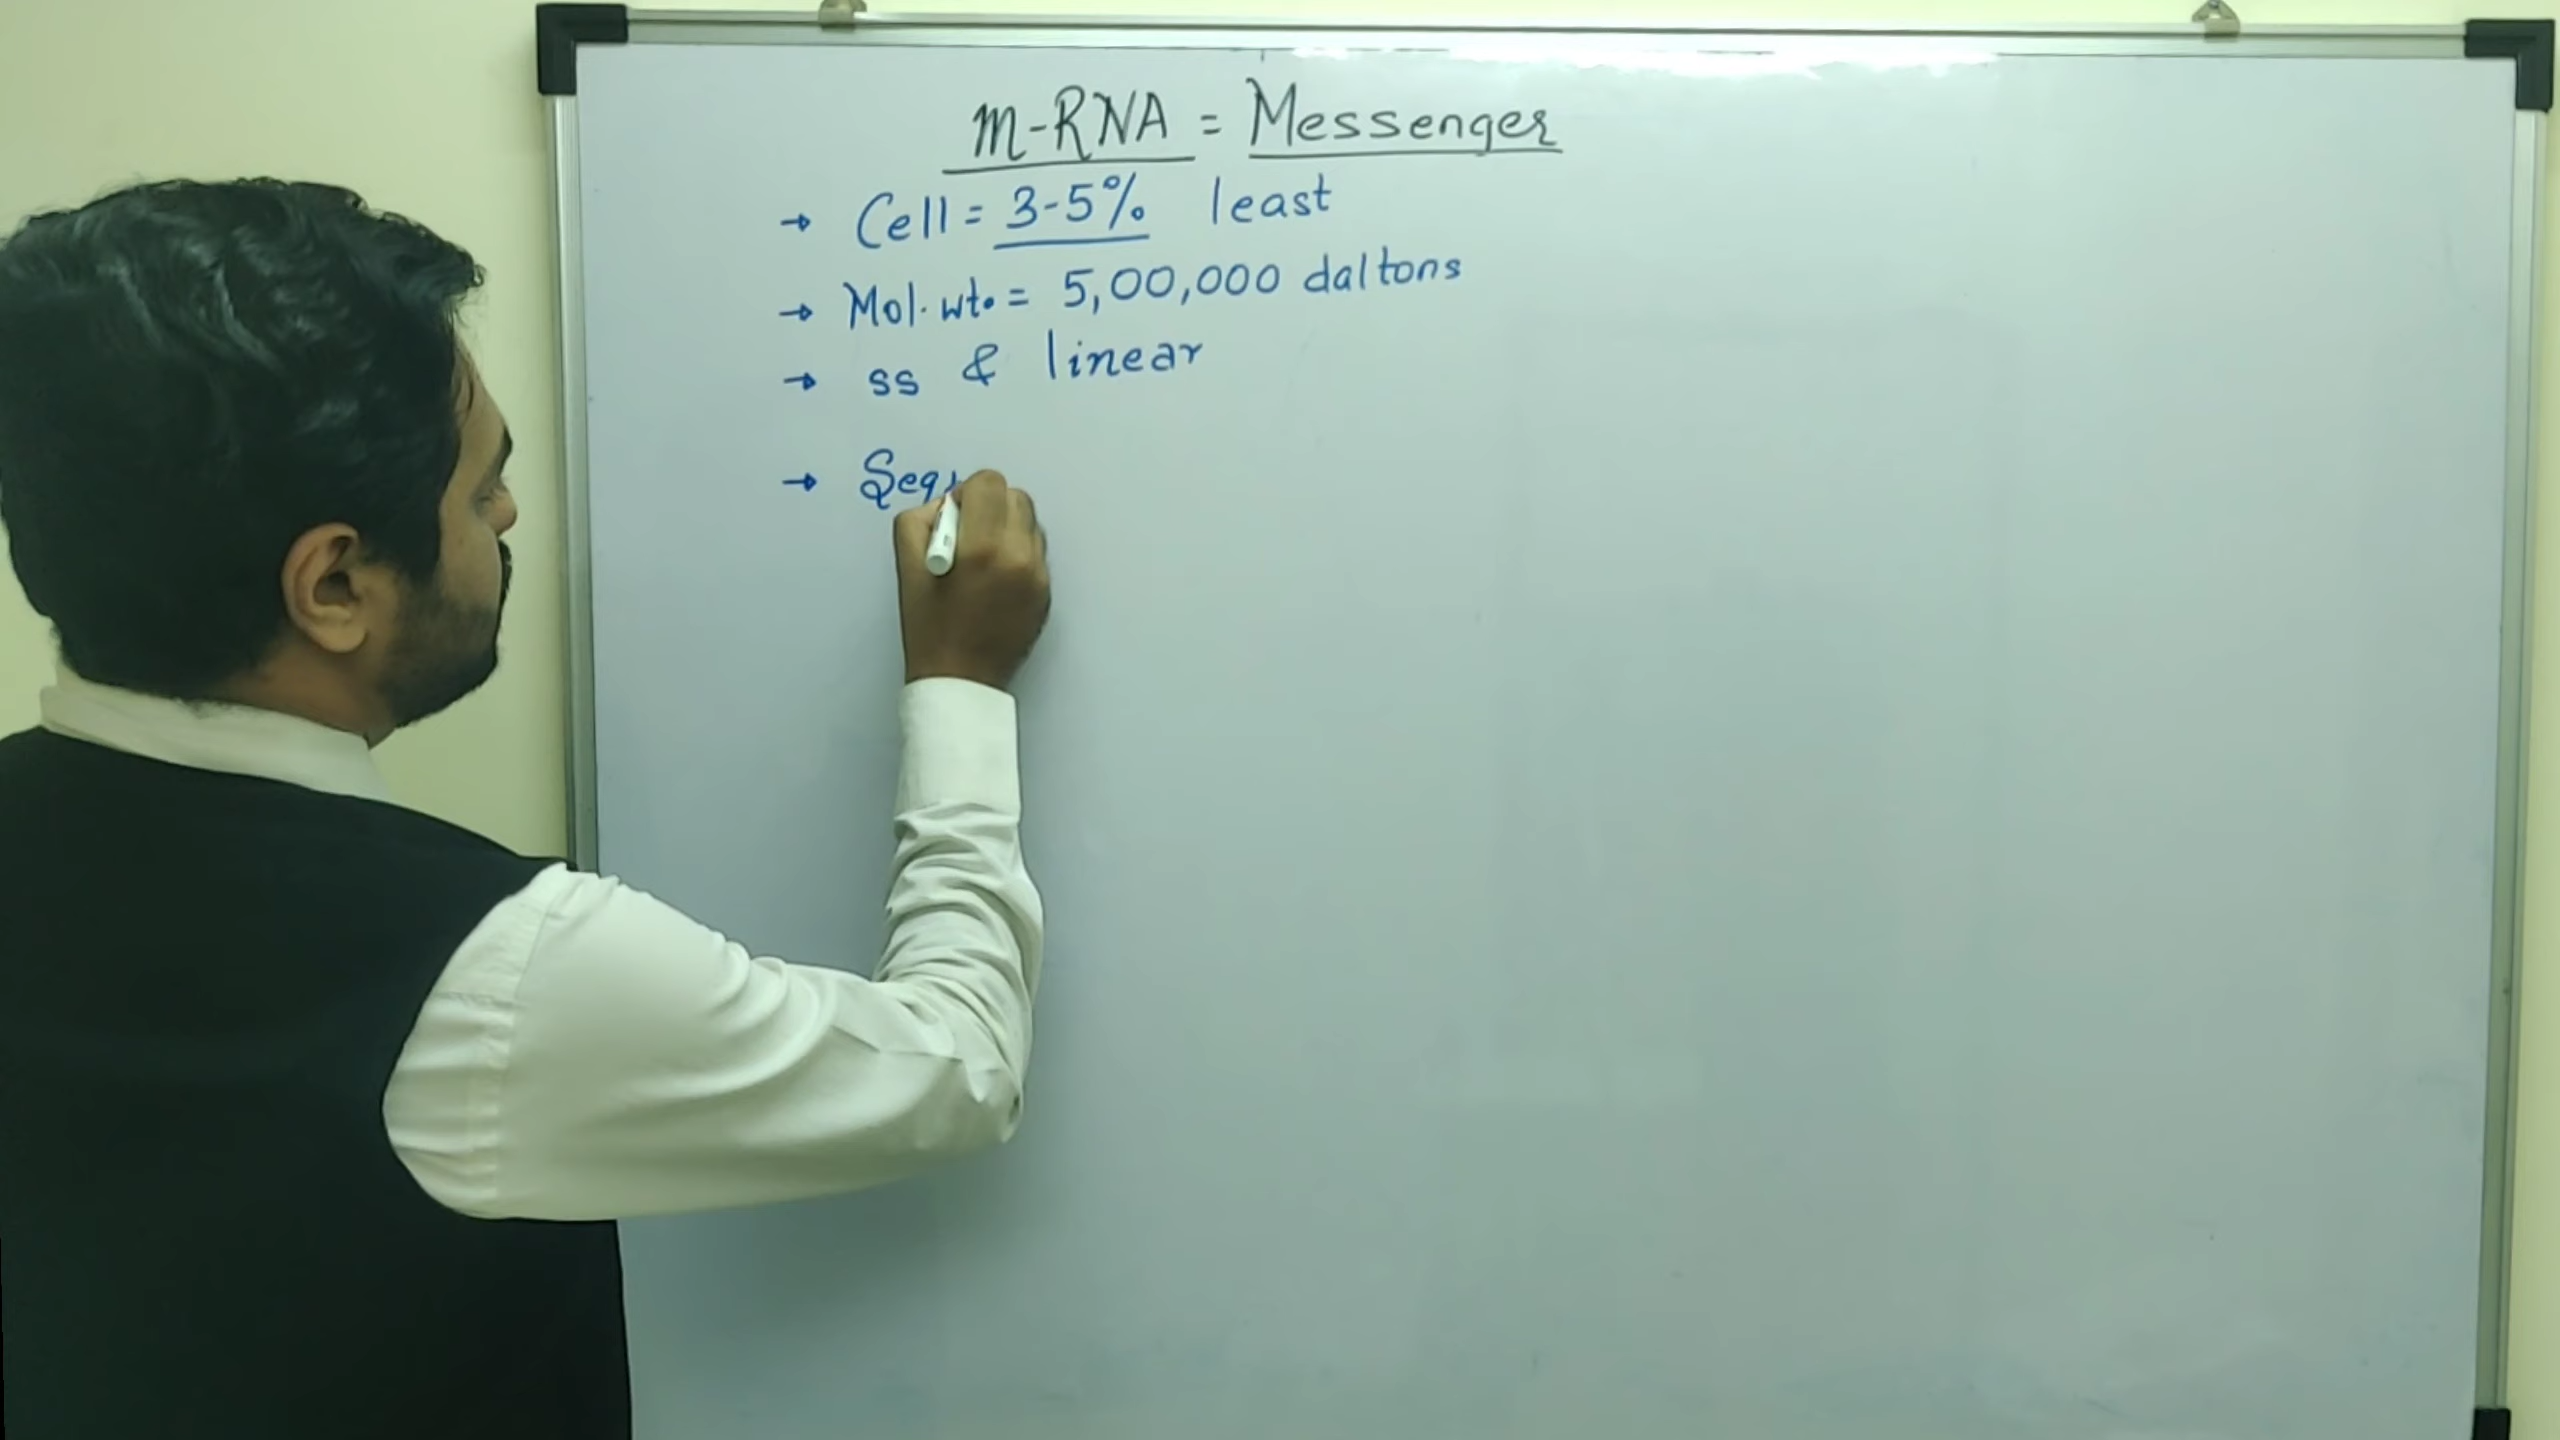 m-RNA = Messenger
→ Cell = 3-5% least
→ Mol. wt. = 5,00,000 daltons
→ ss & linear
→ Seq